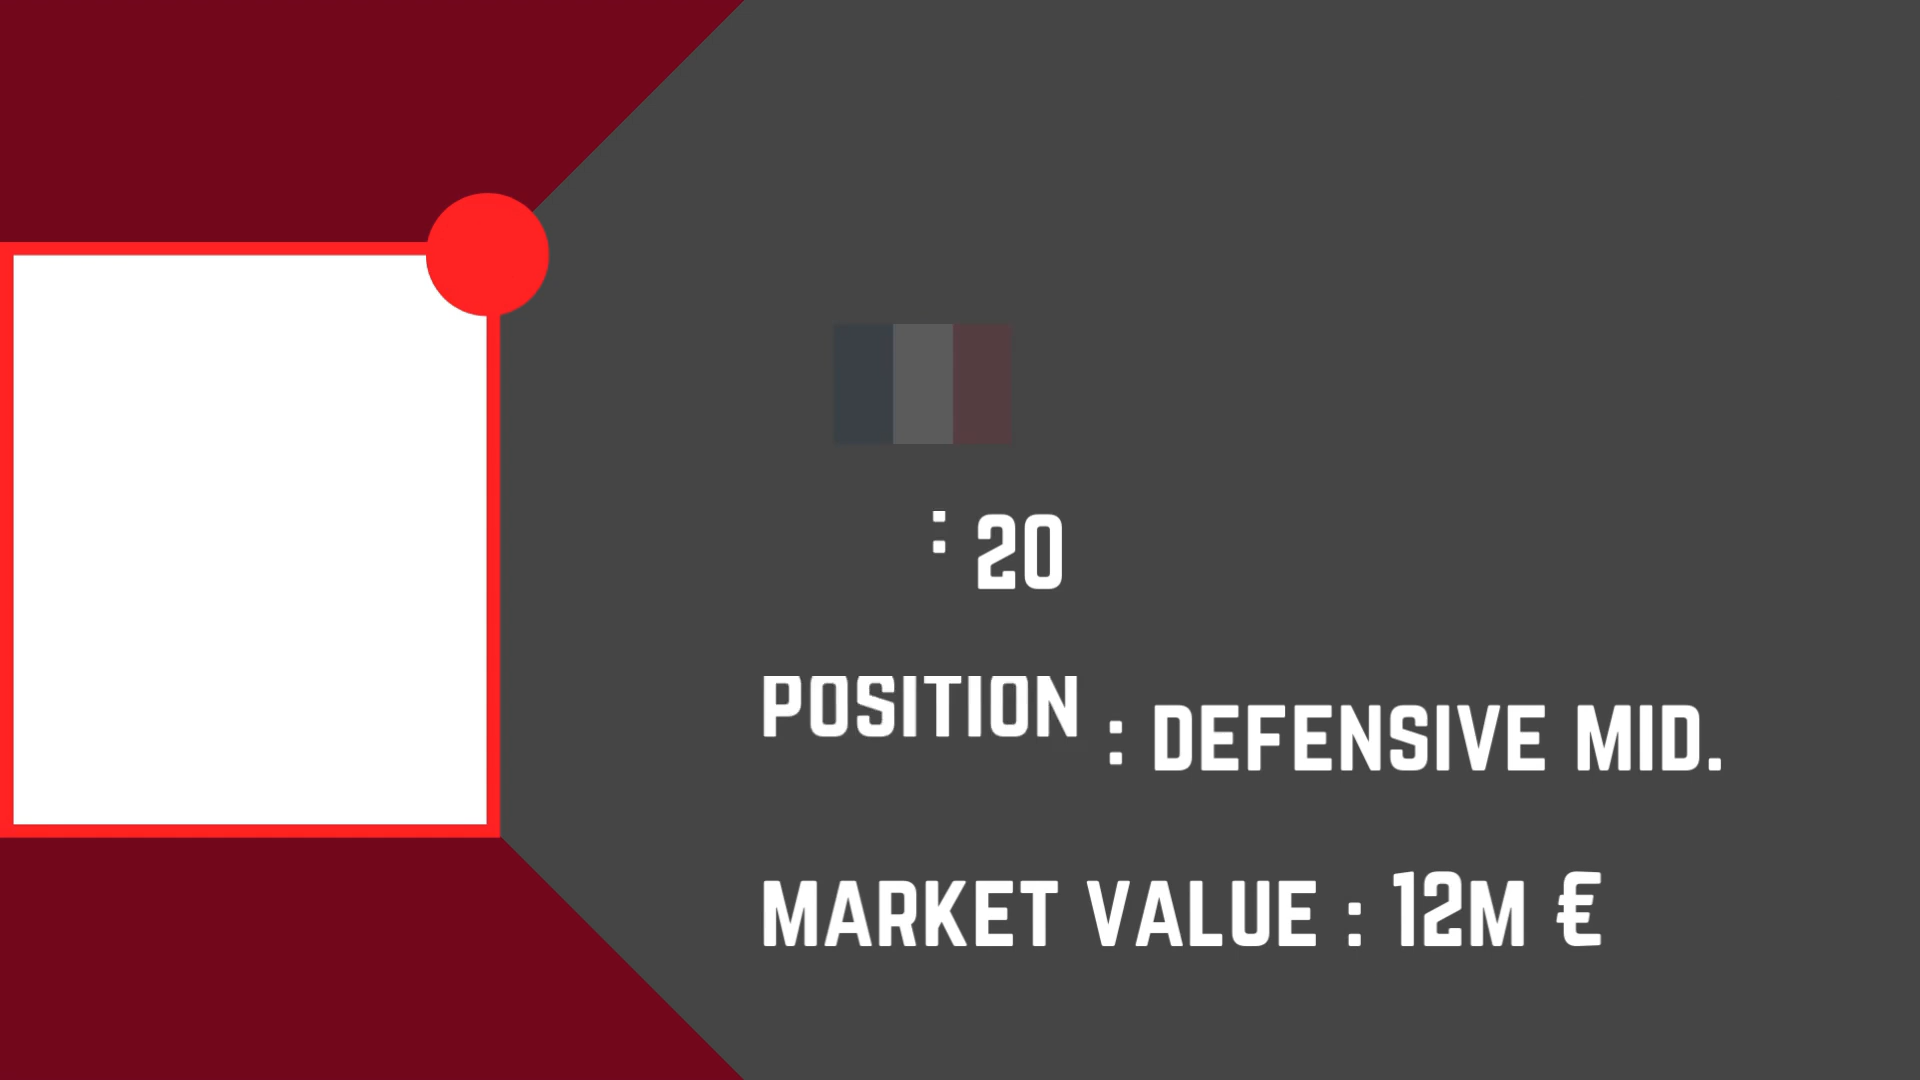 : 20
POSITION : DEFENSIVE MID.
MARKET VALUE : 12M €